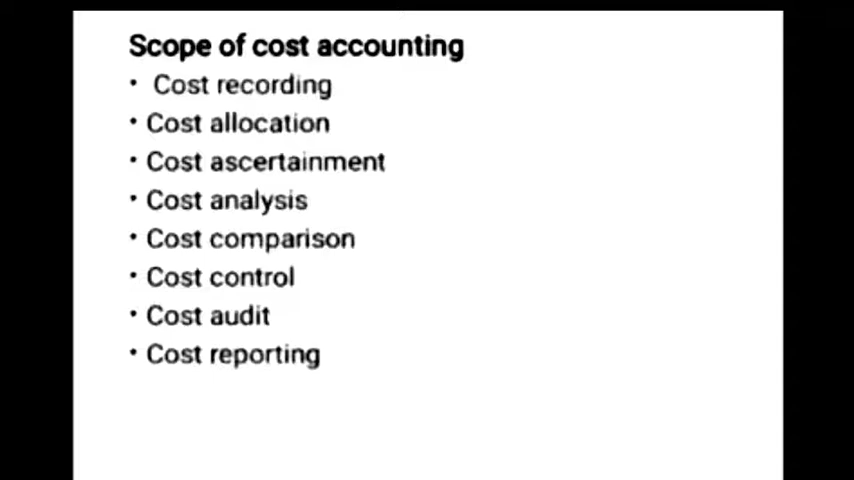 Scope of cost accounting
• Cost recording
• Cost allocation
• Cost ascertainment
• Cost analysis
• Cost comparison
• Cost control
• Cost audit
• Cost reporting